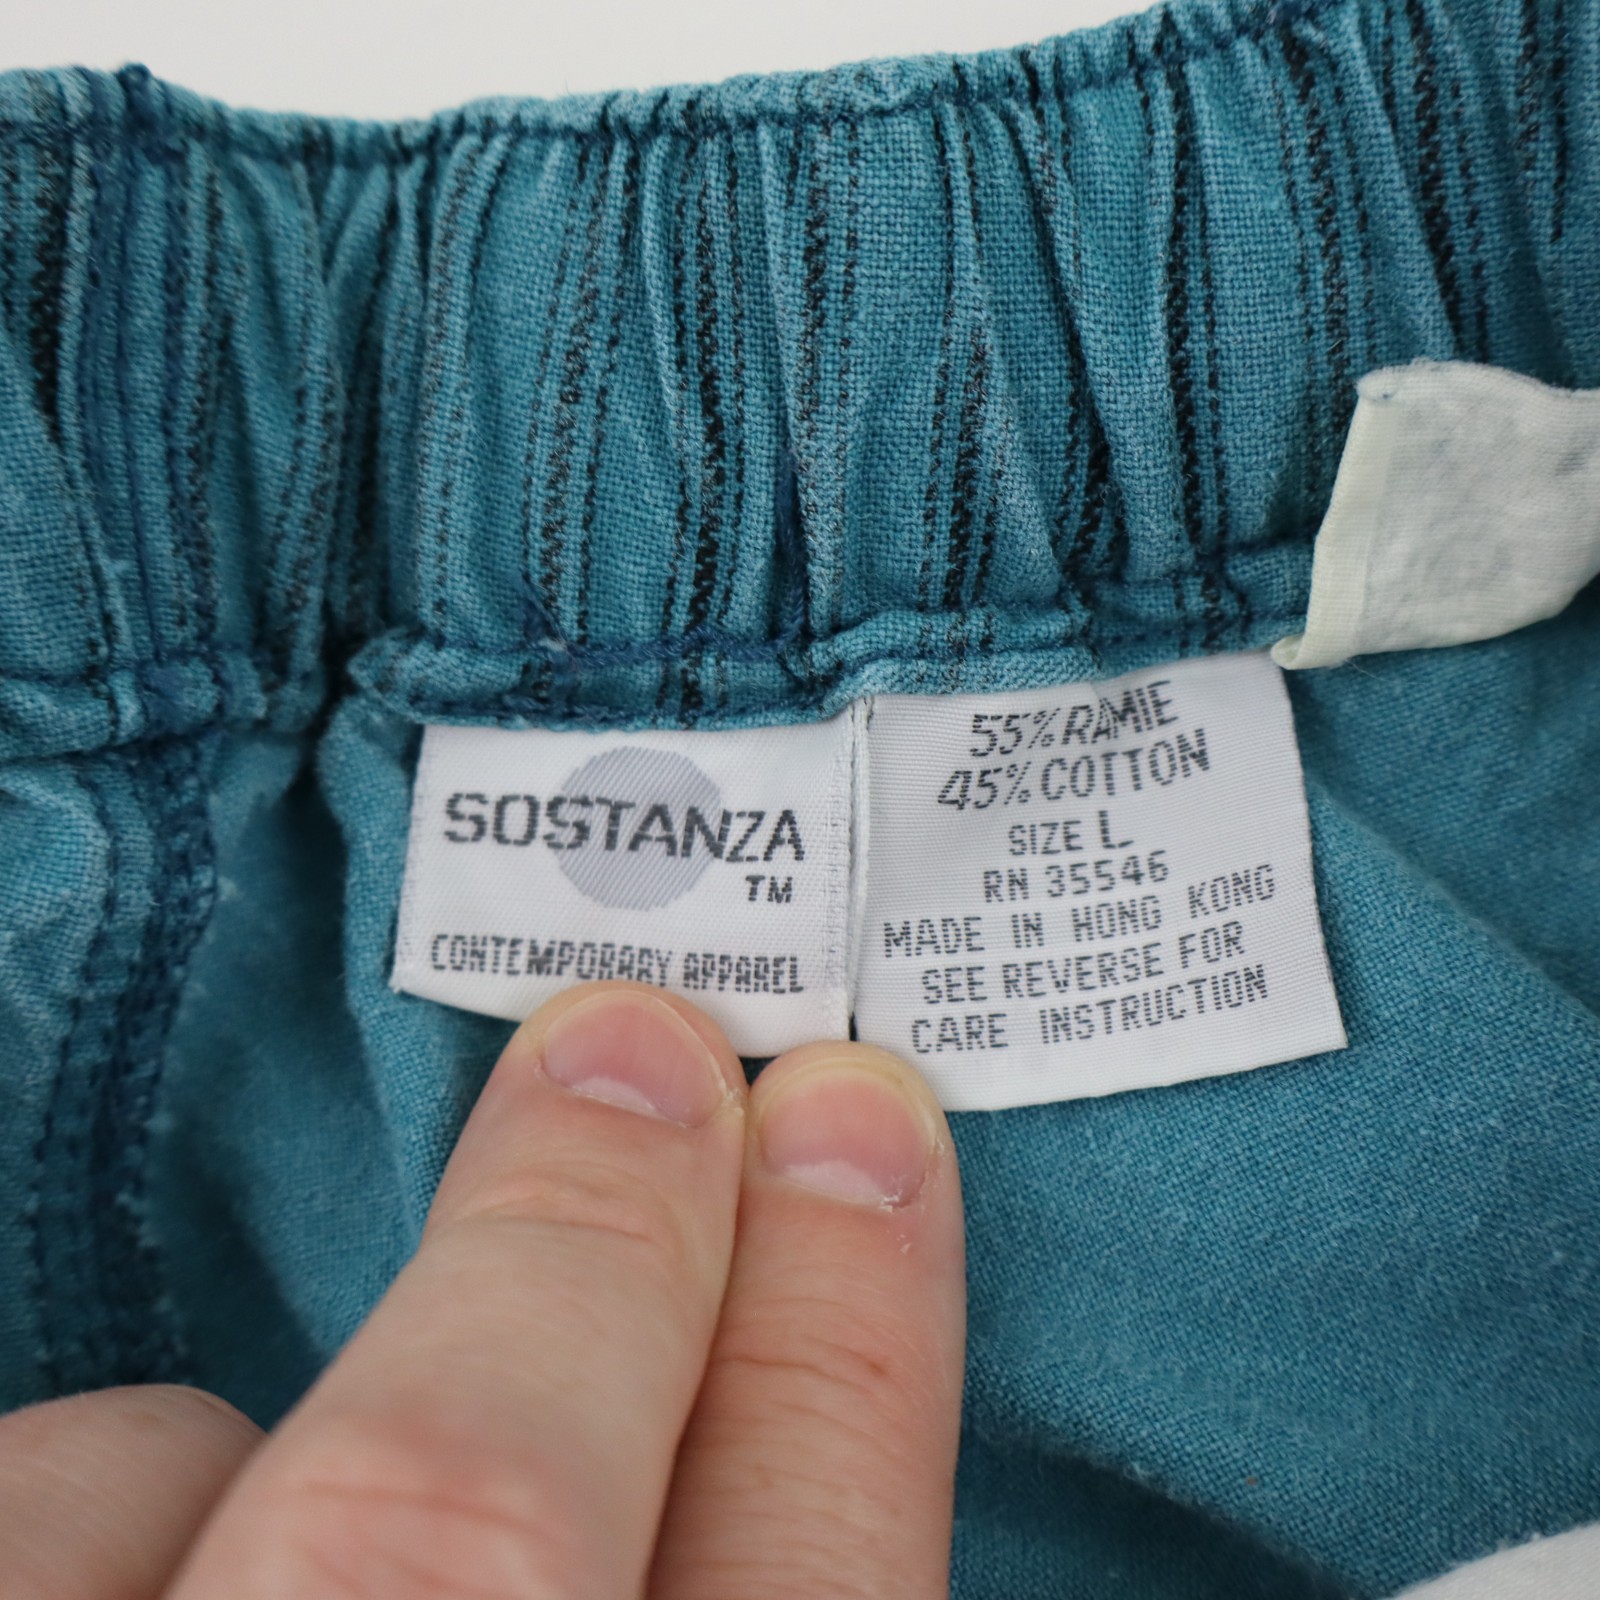 SOSTANZA
TM
CONTEMPORARY APPAREL
55% RAMIE
45% COTTON
SIZE L
RN 35546
MADE IN HONG KONG
SEE REVERSE FOR
CARE INSTRUCTION